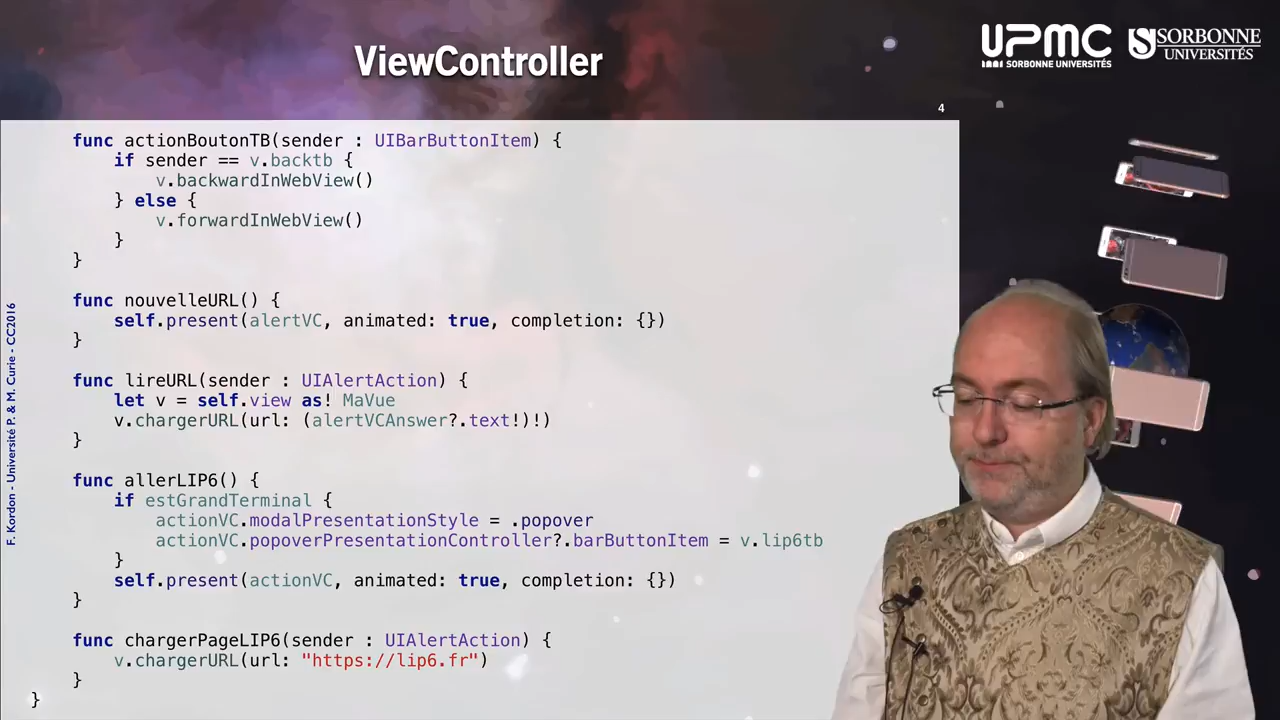 ViewController
UPMC
SORBONNE UNIVERSITÉS
SORBONNE
UNIVERSITÉS
4
func actionBoutonTB(sender : UIBarButtonItem) {
if sender == v.backtb {
v.backwardInWebView()
} else {
v.forwardInWebView()
}
}
func nouvelleURL() {
self.present(alertVC, animated: true, completion: {})
}
func lireURL(sender : UIAlertAction) {
let v = self.view as! MaVue
v.chargerURL(url: (alertVCAnswer?.text!)!)
}
func allerLIP6() {
if estGrandTerminal {
actionVC.modalPresentationStyle = .popover
actionVC.popoverPresentationController?.barButtonItem = v.lip6tb
}
self.present(actionVC, animated: true, completion: {})
}
func chargerPageLIP6(sender : UIAlertAction) {
v.chargerURL(url: "https://lip6.fr")
}
}
F. Kordon - Université P. & M. Curie - CC2016